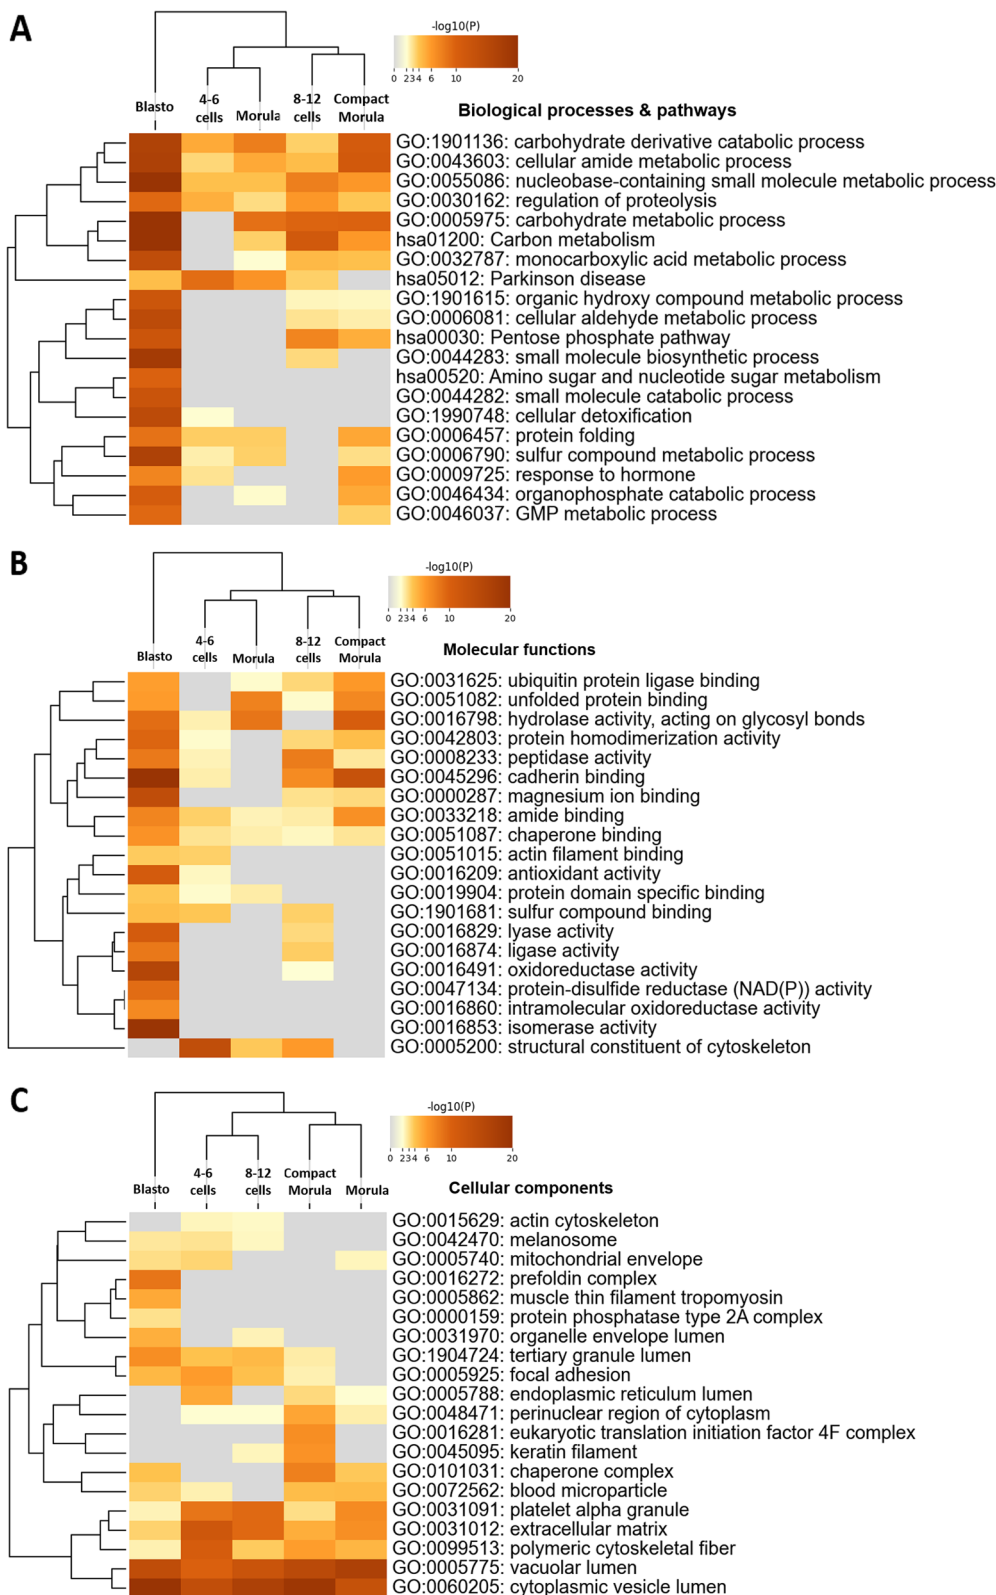 A
-log10(P)
0 2 3 4 6 10 20
Blasto
4-6 cells
Morula
8-12 cells
Compact Morula
Biological processes & pathways
GO:1901136: carbohydrate derivative catabolic process
GO:0043603: cellular amide metabolic process
GO:0055086: nucleobase-containing small molecule metabolic process
GO:0030162: regulation of proteolysis
GO:0005975: carbohydrate metabolic process
hsa01200: Carbon metabolism
GO:0032787: monocarboxylic acid metabolic process
hsa05012: Parkinson disease
GO:1901615: organic hydroxy compound metabolic process
GO:0006081: cellular aldehyde metabolic process
hsa00030: Pentose phosphate pathway
GO:0044283: small molecule biosynthetic process
hsa00520: Amino sugar and nucleotide sugar metabolism
GO:0044282: small molecule catabolic process
GO:1990748: cellular detoxification
GO:0006457: protein folding
GO:0006790: sulfur compound metabolic process
GO:0009725: response to hormone
GO:0046434: organophosphate catabolic process
GO:0046037: GMP metabolic process
B
-log10(P)
0 2 3 4 6 10 20
Blasto
4-6 cells
Morula
8-12 cells
Compact Morula
Molecular functions
GO:0031625: ubiquitin protein ligase binding
GO:0051082: unfolded protein binding
GO:0016798: hydrolase activity, acting on glycosyl bonds
GO:0042803: protein homodimerization activity
GO:0008233: peptidase activity
GO:0045296: cadherin binding
GO:0000287: magnesium ion binding
GO:0033218: amide binding
GO:0051087: chaperone binding
GO:0051015: actin filament binding
GO:0016209: antioxidant activity
GO:0019904: protein domain specific binding
GO:1901681: sulfur compound binding
GO:0016829: lyase activity
GO:0016874: ligase activity
GO:0016491: oxidoreductase activity
GO:0047134: protein-disulfide reductase (NAD(P)) activity
GO:0016860: intramolecular oxidoreductase activity
GO:0016853: isomerase activity
GO:0005200: structural constituent of cytoskeleton
C
-log10(P)
0 2 3 4 6 10 20
Blasto
4-6 cells
8-12 cells
Compact Morula
Morula
Cellular components
GO:0015629: actin cytoskeleton
GO:0042470: melanosome
GO:0005740: mitochondrial envelope
GO:0016272: prefoldin complex
GO:0005862: muscle thin filament tropomyosin
GO:0000159: protein phosphatase type 2A complex
GO:0031970: organelle envelope lumen
GO:1904724: tertiary granule lumen
GO:0005925: focal adhesion
GO:0005788: endoplasmic reticulum lumen
GO:0048471: perinuclear region of cytoplasm
GO:0016281: eukaryotic translation initiation factor 4F complex
GO:0045095: keratin filament
GO:0101031: chaperone complex
GO:0072562: blood microparticle
GO:0031091: platelet alpha granule
GO:0031012: extracellular matrix
GO:0099513: polymeric cytoskeletal fiber
GO:0005775: vacuolar lumen
GO:0060205: cytoplasmic vesicle lumen